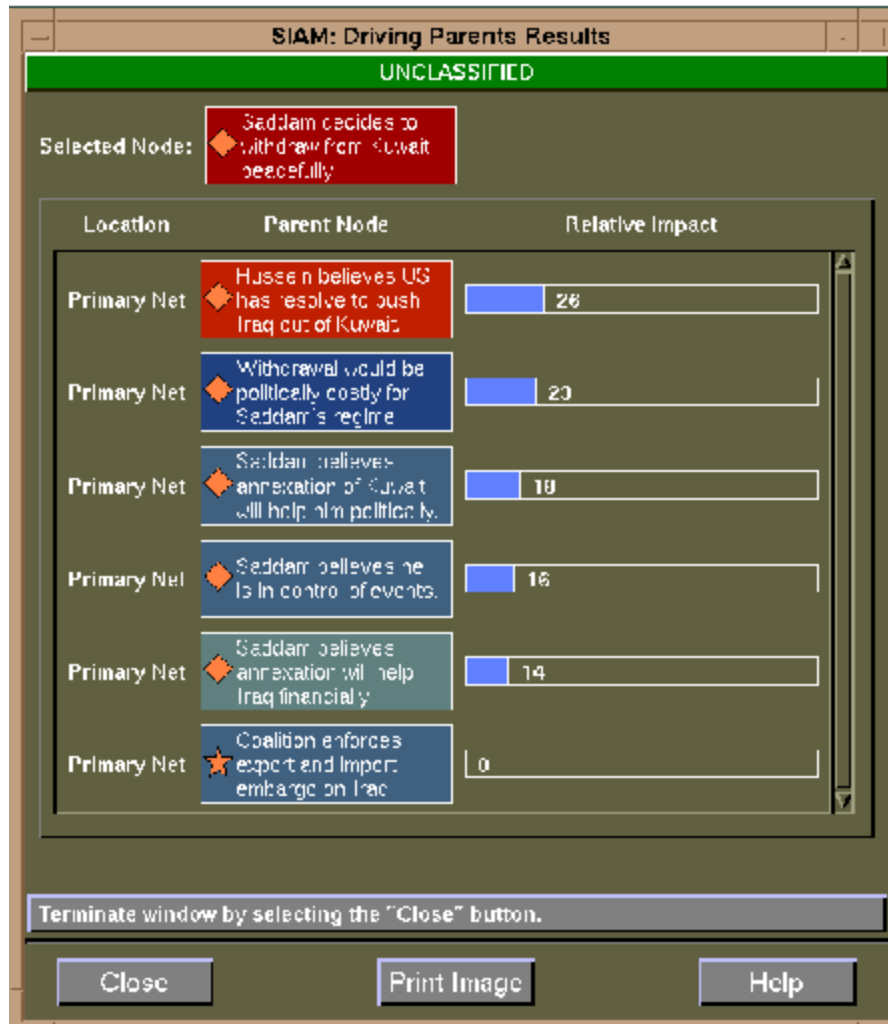 SIAM: Driving Parents Results
UNCLASSIFIED
Selected Node:
Saddam decides to
withdraw from Kuwait
peacefully
Location Parent Node Relative Impact
Primary Net
Hussein believes US
has resolve to push
Iraq out of Kuwait
26
Primary Net
Withdrawal would be
politically costly for
Saddam's regime
23
Primary Net
Saddam believes
annexation of Kuwait
will help him politically.
18
Primary Net
Saddam believes he
is in control of events.
16
Primary Net
Saddam believes
annexation will help
Iraq financially
14
Primary Net
Coalition enforces
export and import
embargo on Iraq
0
Terminate window by selecting the "Close" button.
Close Print Image Help